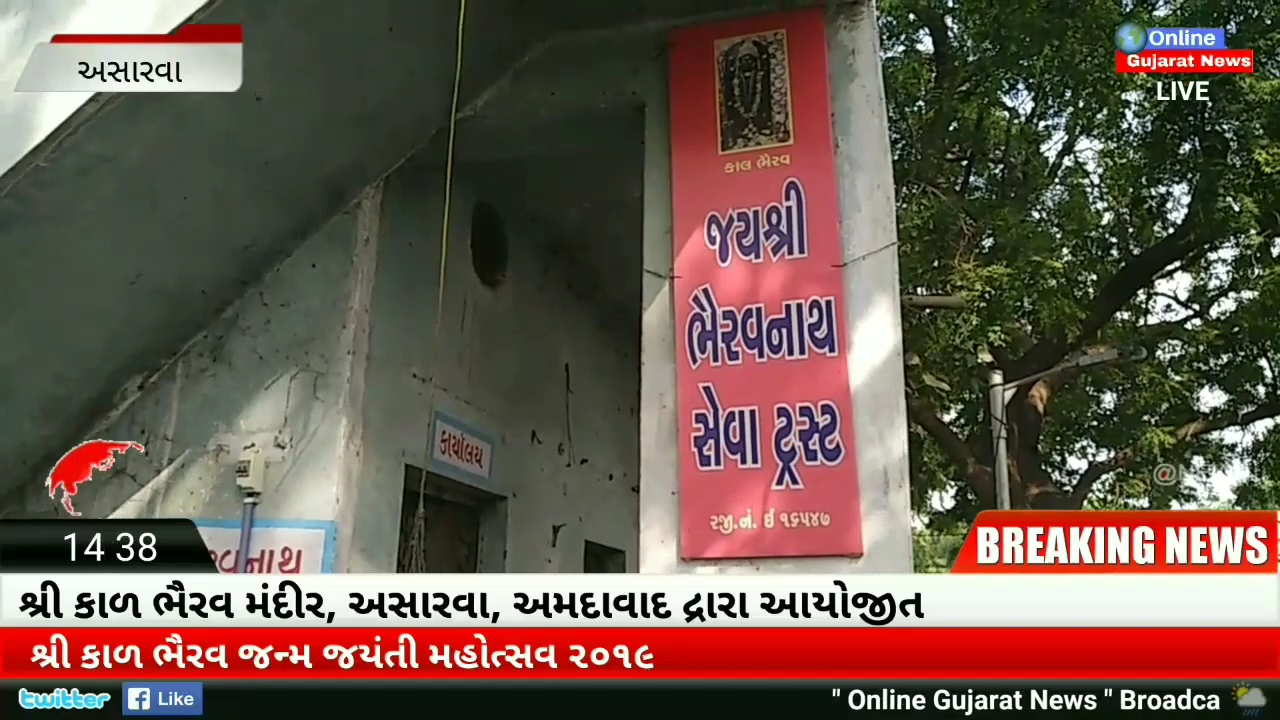 અસારવા
Online
Gujarat News
LIVE
કાલ ભૈરવ
જયશ્રી
ભૈરવનાથ
સેવા ટ્રસ્ટ
રજી.નં. ઈ ૧૬૫૪૭
કાર્યાલય
14 38
BREAKING NEWS
શ્રી કાળ ભૈરવ મંદીર, અસારવા, અમદાવાદ દ્રારા આયોજીત
શ્રી કાળ ભૈરવ જન્મ જયંતી મહોત્સવ ૨૦૧૯
twitter
f Like
" Online Gujarat News " Broadca